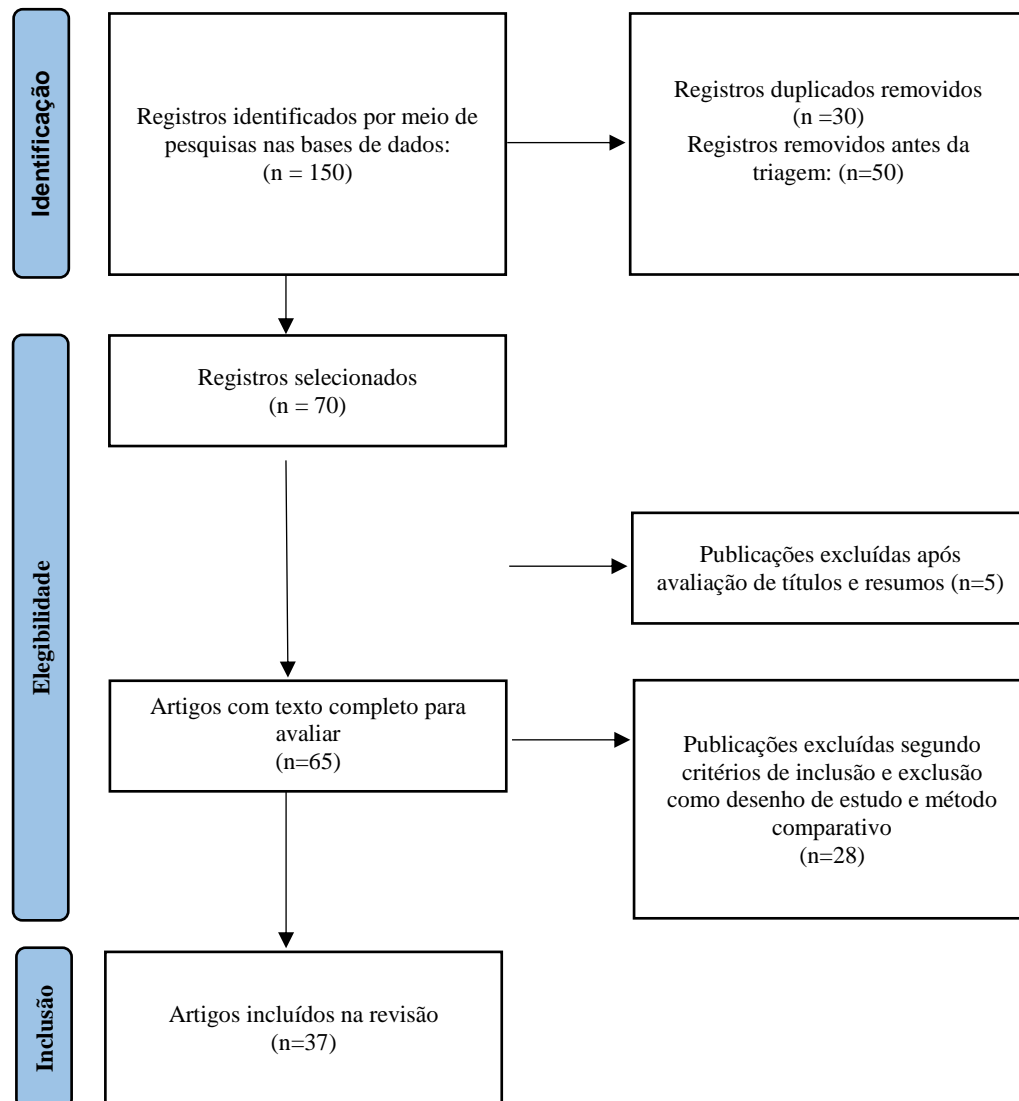 Identificação
Registros identificados por meio de
pesquisas nas bases de dados:
(n = 150)
Registros duplicados removidos
(n =30)
Registros removidos antes da
triagem: (n=50)
Elegibilidade
Registros selecionados
(n = 70)
Publicações excluídas após
avaliação de títulos e resumos (n=5)
Artigos com texto completo para
avaliar
(n=65)
Publicações excluídas segundo
critérios de inclusão e exclusão
como desenho de estudo e método
comparativo
(n=28)
Inclusão
Artigos incluídos na revisão
(n=37)